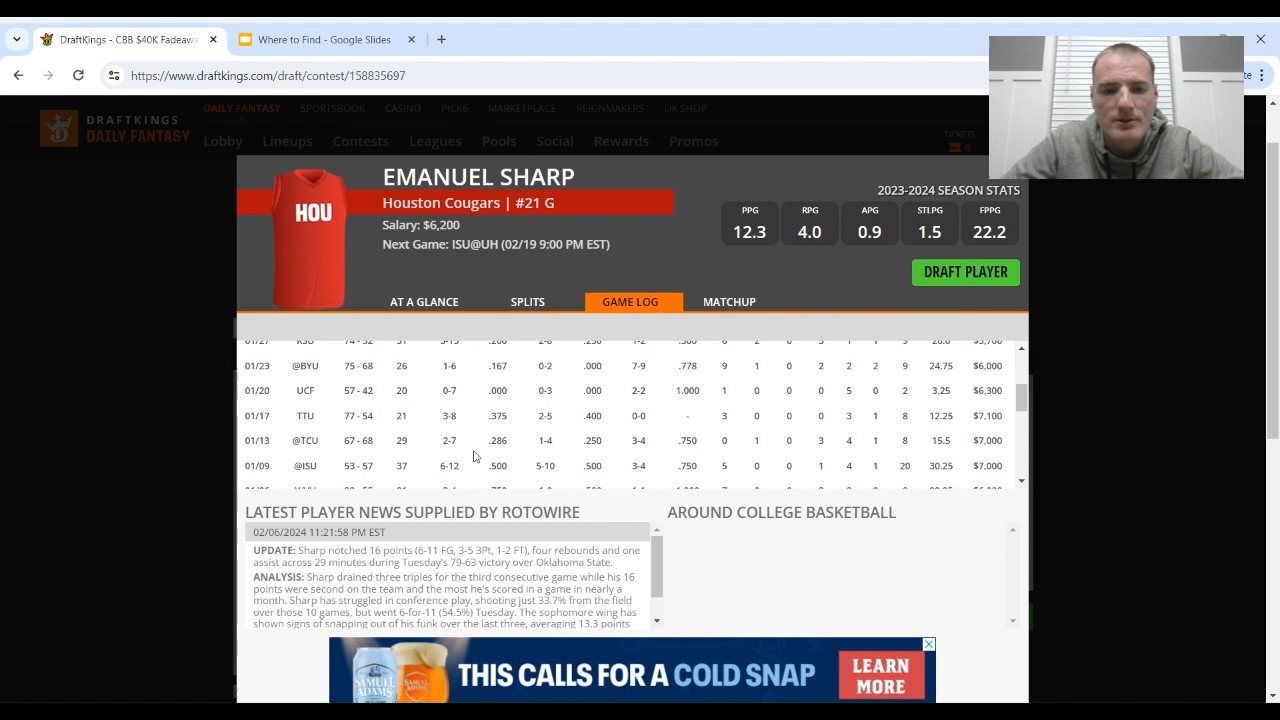 DraftKings - CBB $40K Fadeawa
Where to Find - Google Slides
https://www.draftkings.com/draft/contest/158035697
DAILY FANTASY SPORTSBOOK CASINO PICK6 MARKETPLACE REIGNMAKERS DK SHOP
DRAFTKINGS
DAILY FANTASY
Lobby Lineups Contests Leagues Pools Social Rewards Promos
TICKETS
0
EMANUEL SHARP
HOU
Houston Cougars | #21 G
Salary: $6,200
Next Game: ISU@UH (02/19 9:00 PM EST)
2023-2024 SEASON STATS
PPG RPG APG STLPG FPPG
12.3 4.0 0.9 1.5 22.2
DRAFT PLAYER
AT A GLANCE SPLITS GAME LOG MATCHUP
01/23 @BYU 75 - 68 26 1-6 .167 0-2 .000 7-9 .778 9 1 0 2 2 2 9 24.75 $6,000
01/20 UCF 57 - 42 20 0-7 .000 0-3 .000 2-2 1.000 1 0 0 0 5 0 2 3.25 $6,300
01/17 TTU 77 - 54 21 3-8 .375 2-5 .400 0-0 - 3 0 0 0 3 1 8 12.25 $7,100
01/13 @TCU 67 - 68 29 2-7 .286 1-4 .250 3-4 .750 0 1 0 3 4 1 8 15.5 $7,000
01/09 @ISU 53 - 57 37 6-12 .500 5-10 .500 3-4 .750 5 0 0 1 4 1 20 30.25 $7,000
LATEST PLAYER NEWS SUPPLIED BY ROTOWIRE
02/06/2024 11:21:58 PM EST
UPDATE: Sharp notched 16 points (6-11 FG, 3-5 3Pt, 1-2 FT), four rebounds and one
assist across 29 minutes during Tuesday's 79-63 victory over Oklahoma State.
ANALYSIS: Sharp drained three triples for the third consecutive game while his 16
points were second on the team and the most he's scored in a game in nearly a
month. Sharp has struggled in conference play, shooting just 33.7% from the field
over those 10 games, but went 6-for-11 (54.5%) Tuesday. The sophomore wing has
shown signs of snapping out of his funk over the last three, averaging 13.3 points
AROUND COLLEGE BASKETBALL
SAMUEL ADAMS
THIS CALLS FOR A COLD SNAP
LEARN
MORE